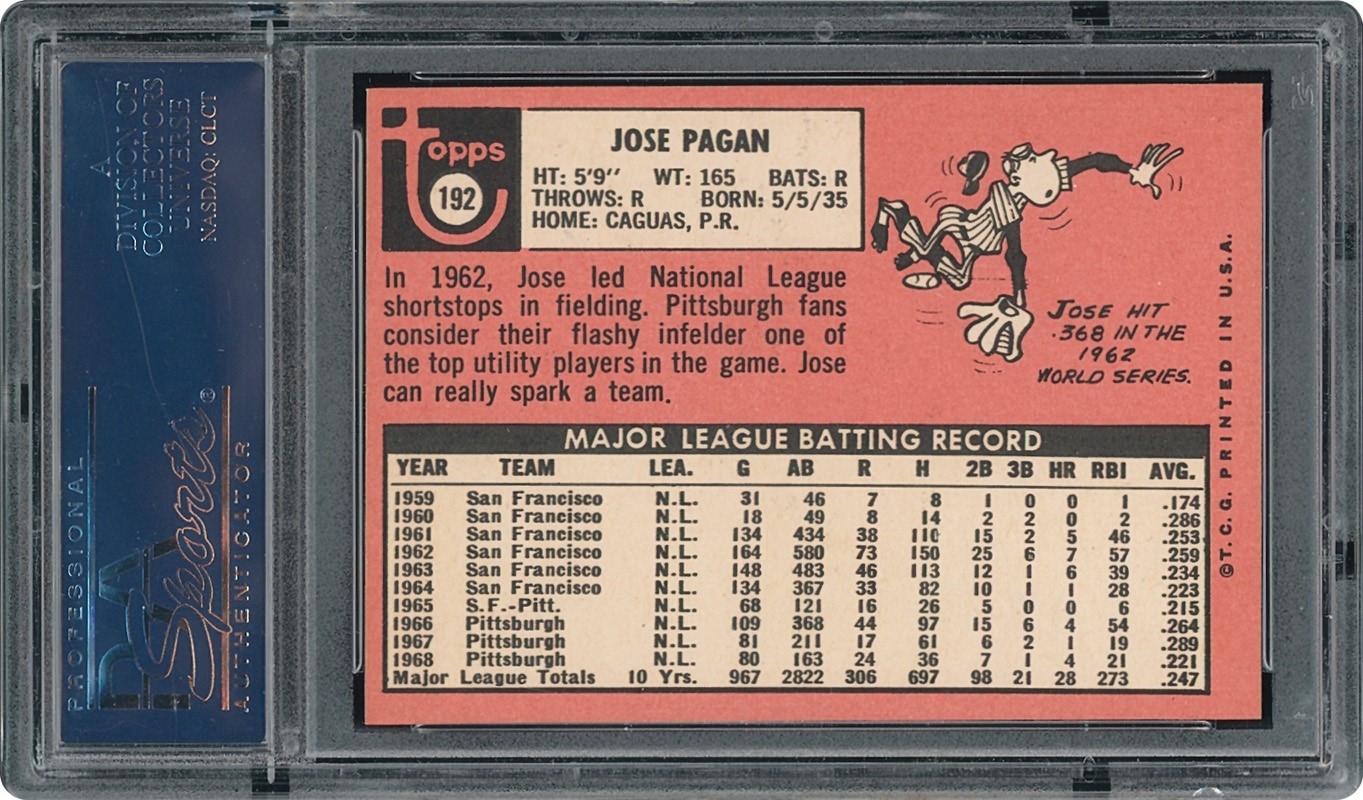 A
DIVISION OF
COLLECTORS
UNIVERSE
NASDAQ: CLCT
PROFESSIONAL
PSA
Sports®
AUTHENTICATOR
topps
192
JOSE PAGAN
HT: 5'9" WT: 165 BATS: R
THROWS: R BORN: 5/5/35
HOME: CAGUAS, P.R.
In 1962, Jose led National League
shortstops in fielding. Pittsburgh fans
consider their flashy infelder one of
the top utility players in the game. Jose
can really spark a team.
JOSE HIT
.368 IN THE
1962
WORLD SERIES.
MAJOR LEAGUE BATTING RECORD
YEAR TEAM LEA. G AB R H 2B 3B HR RBI AVG.
1959 San Francisco N.L. 31 46 7 8 1 0 0 1 .174
1960 San Francisco N.L. 18 49 8 14 2 2 0 2 .286
1961 San Francisco N.L. 134 434 38 110 15 2 5 46 .253
1962 San Francisco N.L. 164 580 73 150 25 6 7 57 .259
1963 San Francisco N.L. 148 483 46 113 12 1 6 39 .234
1964 San Francisco N.L. 134 367 33 82 10 1 1 28 .223
1965 S.F.-Pitt. N.L. 68 121 16 26 5 0 0 6 .215
1966 Pittsburgh N.L. 109 368 44 97 15 6 4 54 .264
1967 Pittsburgh N.L. 81 211 17 61 6 2 1 19 .289
1968 Pittsburgh N.L. 80 163 24 36 7 1 4 21 .221
Major League Totals 10 Yrs. 967 2822 306 697 98 21 28 273 .247
©T.C.G. PRINTED IN U.S.A.